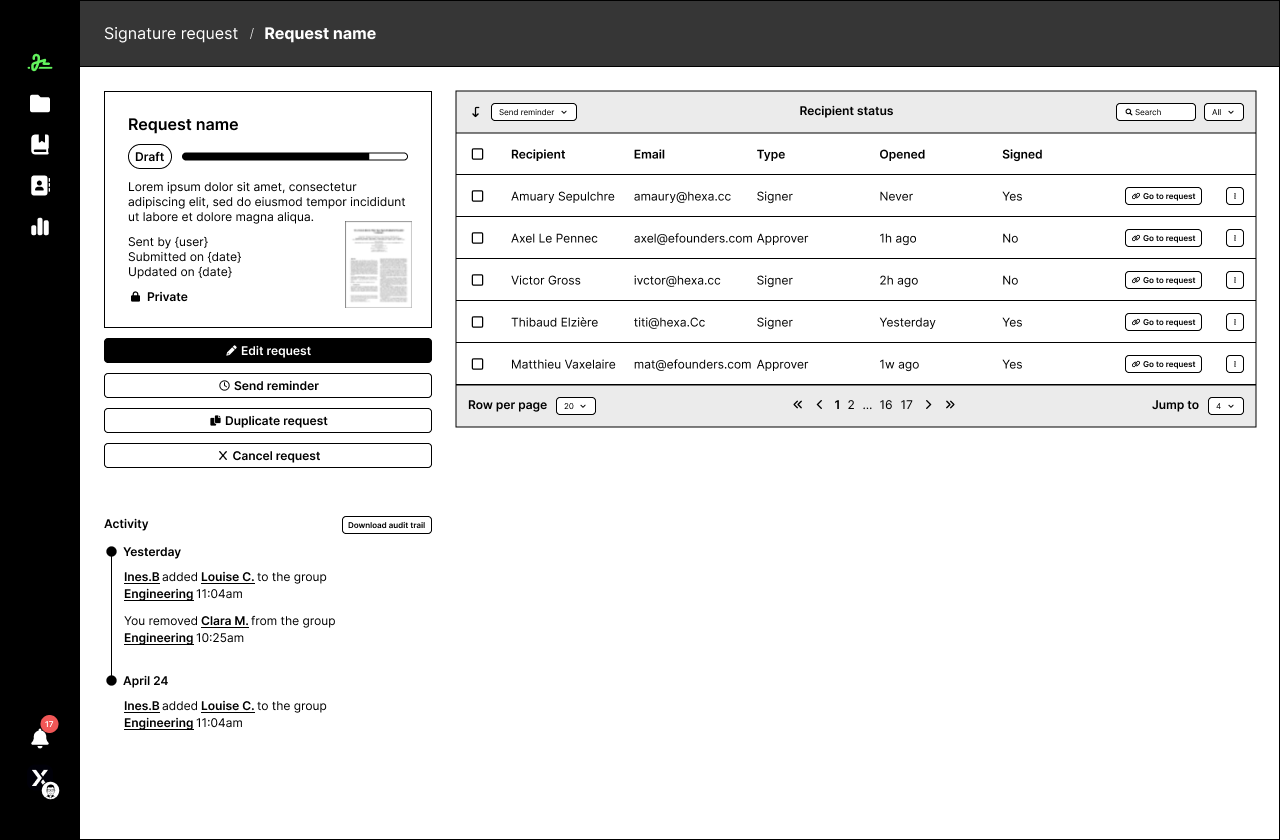 Signature request / Request name
Request name
Draft
Lorem ipsum dolor sit amet, consectetur
adipiscing elit, sed do eiusmod tempor incididunt
ut labore et dolore magna aliqua.
Sent by {user}
Submitted on {date}
Updated on {date}
Private
Edit request
Send reminder
Duplicate request
Cancel request
Activity
Download audit trail
Yesterday
Ines.B added Louise C. to the group
Engineering 11:04am
You removed Clara M. from the group
Engineering 10:25am
April 24
Ines.B added Louise C. to the group
Engineering 11:04am
Send reminder Recipient status Search All
Recipient Email Type Opened Signed
Amuary Sepulchre amaury@hexa.cc Signer Never Yes Go to request
Axel Le Pennec axel@efounders.com Approver 1h ago No Go to request
Victor Gross ivctor@hexa.cc Signer 2h ago No Go to request
Thibaud Elzière titi@hexa.Cc Signer Yesterday Yes Go to request
Matthieu Vaxelaire mat@efounders.com Approver 1w ago Yes Go to request
Row per page 20 1 2 ... 16 17 Jump to 4
17